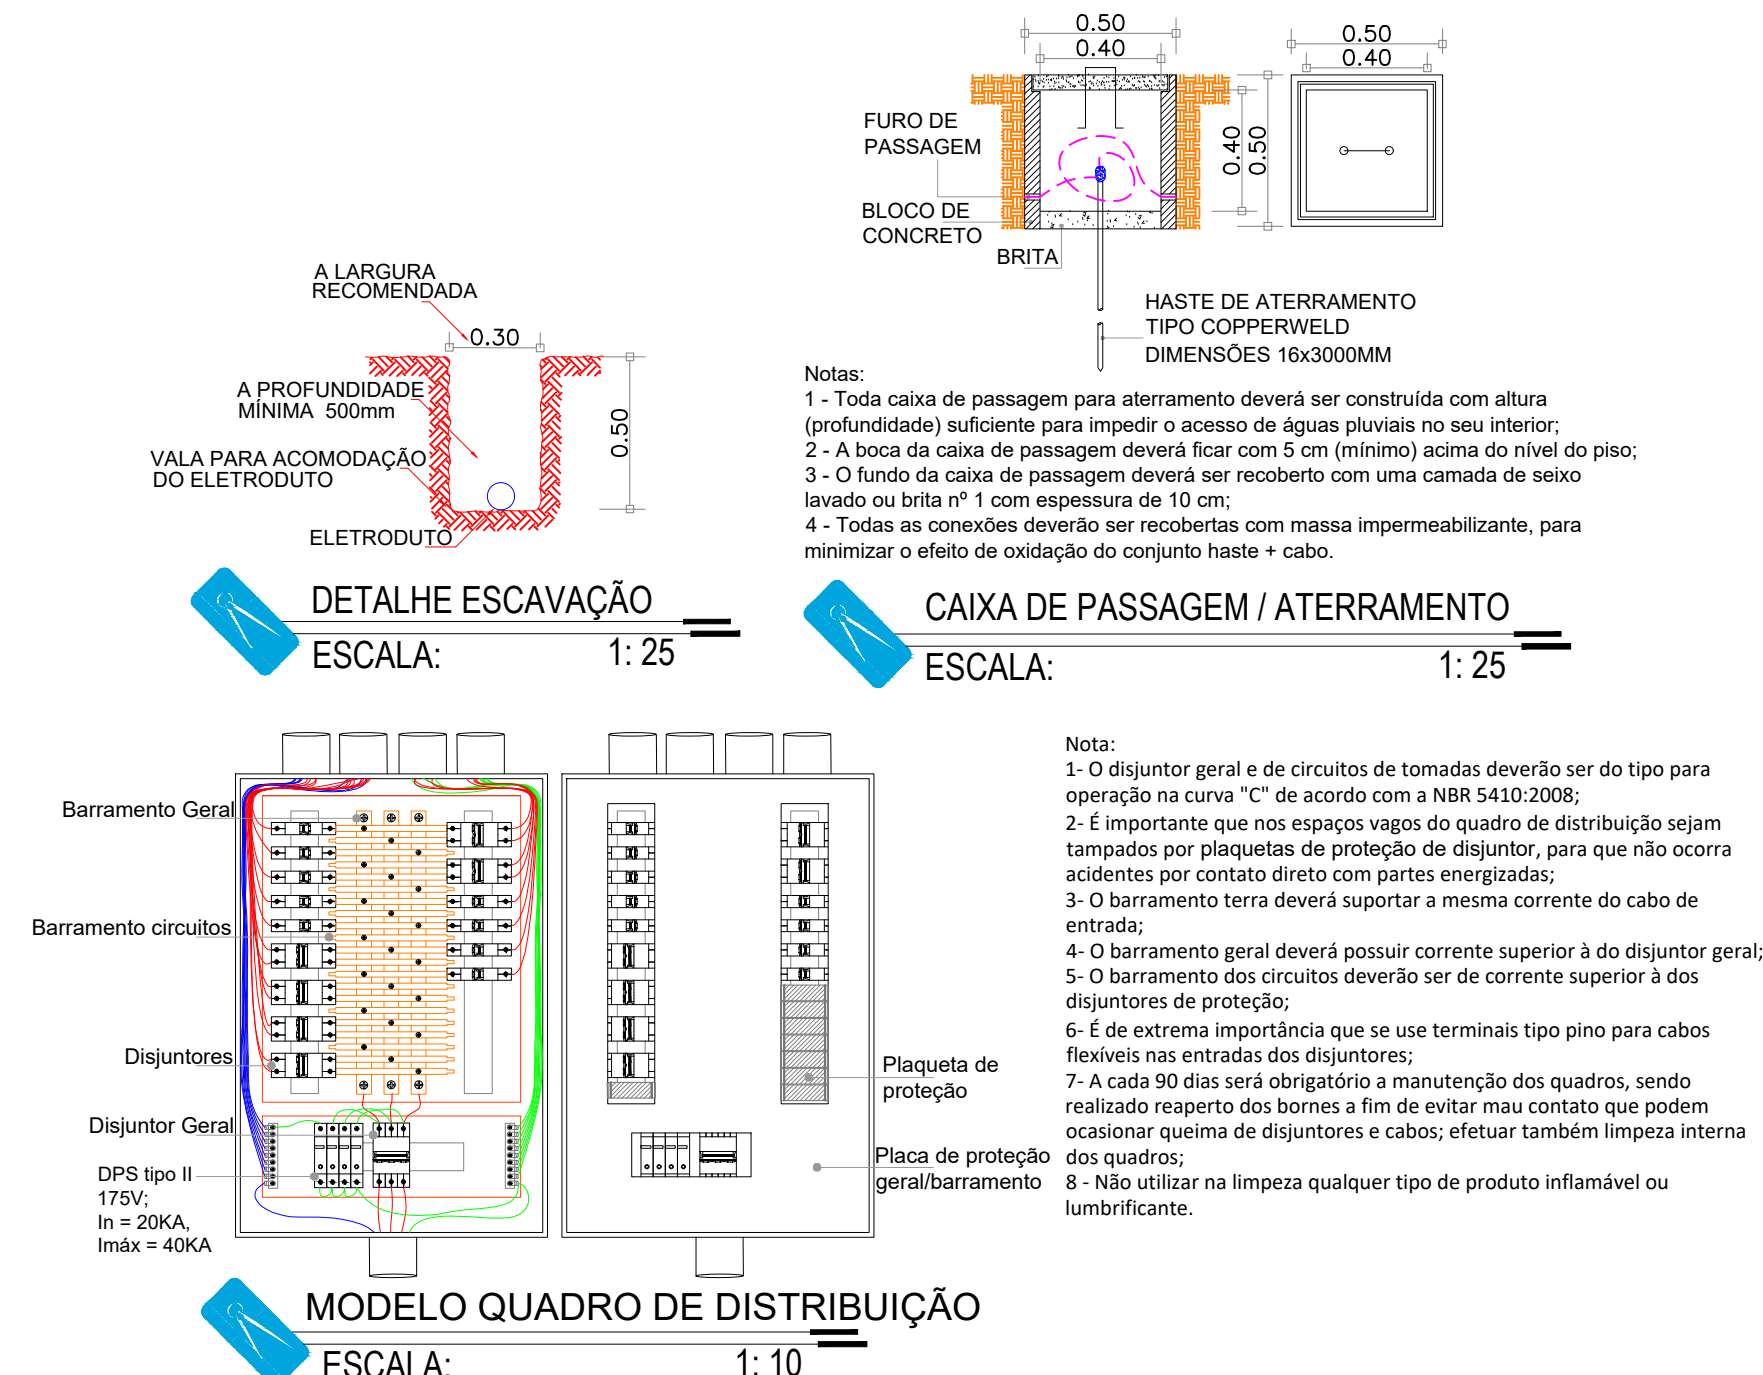 A LARGURA
RECOMENDADA
0.30
A PROFUNDIDADE
MÍNIMA 500mm
0.50
VALA PARA ACOMODAÇÃO
DO ELETRODUTO
ELETRODUTO
DETALHE ESCAVAÇÃO
ESCALA: 1: 25
0.50
0.40
0.50
0.40
FURO DE
PASSAGEM
0.40
0.50
BLOCO DE
CONCRETO
BRITA
HASTE DE ATERRAMENTO
TIPO COPPERWELD
DIMENSÕES 16x3000MM
Notas:
1 - Toda caixa de passagem para aterramento deverá ser construída com altura
(profundidade) suficiente para impedir o acesso de águas pluviais no seu interior;
2 - A boca da caixa de passagem deverá ficar com 5 cm (mínimo) acima do nível do piso;
3 - O fundo da caixa de passagem deverá ser recoberto com uma camada de seixo
lavado ou brita nº 1 com espessura de 10 cm;
4 - Todas as conexões deverão ser recobertas com massa impermeabilizante, para
minimizar o efeito de oxidação do conjunto haste + cabo.
CAIXA DE PASSAGEM / ATERRAMENTO
ESCALA: 1: 25
Barramento Geral
Barramento circuitos
Disjuntores
Disjuntor Geral
DPS tipo II
175V;
In = 20KA,
Imáx = 40KA
Plaqueta de
proteção
Placa de proteção
geral/barramento
MODELO QUADRO DE DISTRIBUIÇÃO
ESCALA: 1: 10
Nota:
1- O disjuntor geral e de circuitos de tomadas deverão ser do tipo para
operação na curva "C" de acordo com a NBR 5410:2008;
2- É importante que nos espaços vagos do quadro de distribuição sejam
tampados por plaquetas de proteção de disjuntor, para que não ocorra
acidentes por contato direto com partes energizadas;
3- O barramento terra deverá suportar a mesma corrente do cabo de
entrada;
4- O barramento geral deverá possuir corrente superior à do disjuntor geral;
5- O barramento dos circuitos deverão ser de corrente superior à dos
disjuntores de proteção;
6- É de extrema importância que se use terminais tipo pino para cabos
flexíveis nas entradas dos disjuntores;
7- A cada 90 dias será obrigatório a manutenção dos quadros, sendo
realizado reaperto dos bornes a fim de evitar mau contato que podem
ocasionar queima de disjuntores e cabos; efetuar também limpeza interna
dos quadros;
8 - Não utilizar na limpeza qualquer tipo de produto inflamável ou
lumbrificante.